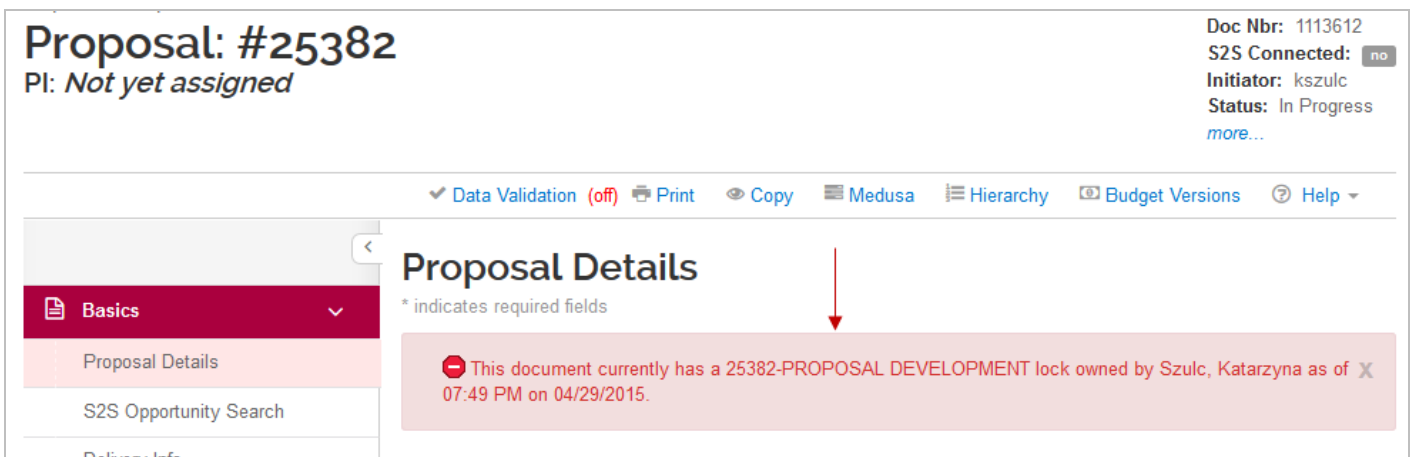 Proposal: #25382
PI: Not yet assigned
Doc Nbr: 1113612
S2S Connected: no
Initiator: kszulc
Status: In Progress
more...
Data Validation (off) Print Copy Medusa Hierarchy Budget Versions Help
Basics
Proposal Details
S2S Opportunity Search
Proposal Details
* indicates required fields
This document currently has a 25382-PROPOSAL DEVELOPMENT lock owned by Szulc, Katarzyna as of X
07:49 PM on 04/29/2015.